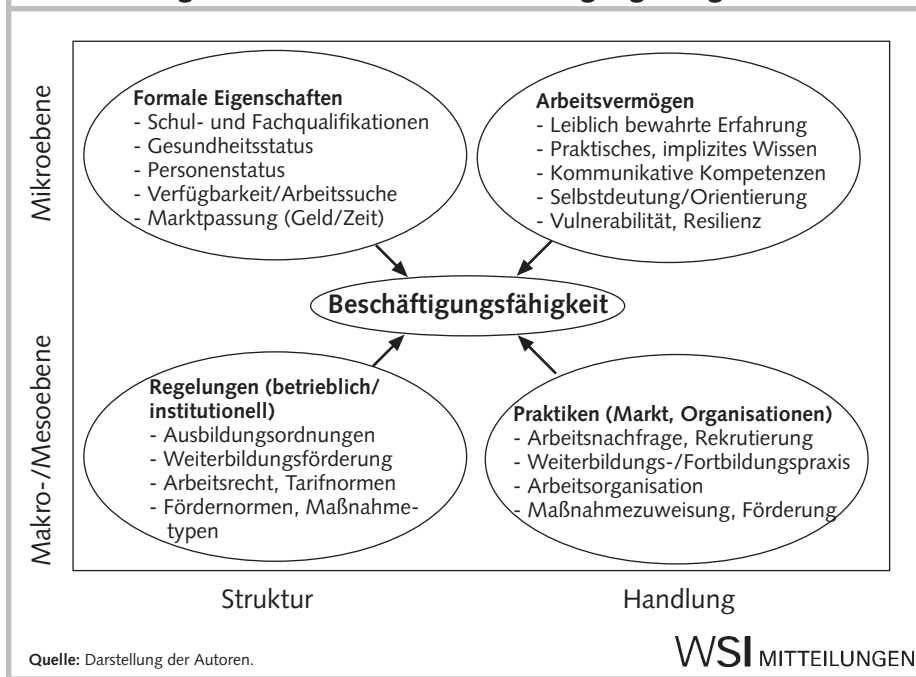 Mikroebene
Formale Eigenschaften
- Schul- und Fachqualifikationen
- Gesundheitsstatus
- Personenstatus
- Verfügbarkeit/Arbeitssuche
- Marktpassung (Geld/Zeit)
Arbeitsvermögen
- Leiblich bewahrte Erfahrung
- Praktisches, implizites Wissen
- Kommunikative Kompetenzen
- Selbstdeutung/Orientierung
- Vulnerabilität, Resilienz
Beschäftigungsfähigkeit
Makro-/Mesoebene
Regelungen (betrieblich/
institutionell)
- Ausbildungsordnungen
- Weiterbildungsförderung
- Arbeitsrecht, Tarifnormen
- Fördernormen, Maßnahme-
typen
Praktiken (Markt, Organisationen)
- Arbeitsnachfrage, Rekrutierung
- Weiterbildungs-/Fortbildungspraxis
- Arbeitsorganisation
- Maßnahmezuweisung, Förderung
Struktur
Handlung
Quelle: Darstellung der Autoren.
WSI MITTEILUNGEN